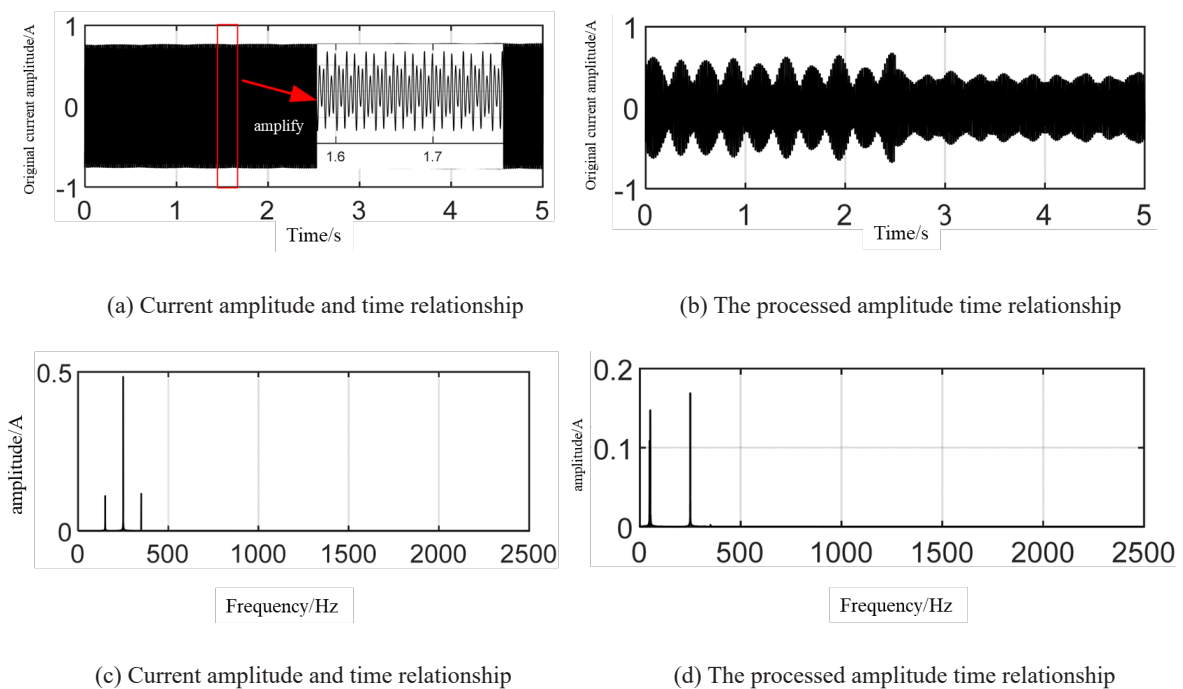 Original current amplitude/A
1
0
-1
amplify
1.6 1.7
0 1 2 3 4 5
Time/s
(a) Current amplitude and time relationship
Original current amplitude/A
1
0
-1
0 1 2 3 4 5
Time/s
(b) The processed amplitude time relationship
amplitude/A
0.5
0
0 500 1000 1500 2000 2500
Frequency/Hz
(c) Current amplitude and time relationship
amplitude/A
0.2
0.1
0
0 500 1000 1500 2000 2500
Frequency/Hz
(d) The processed amplitude time relationship